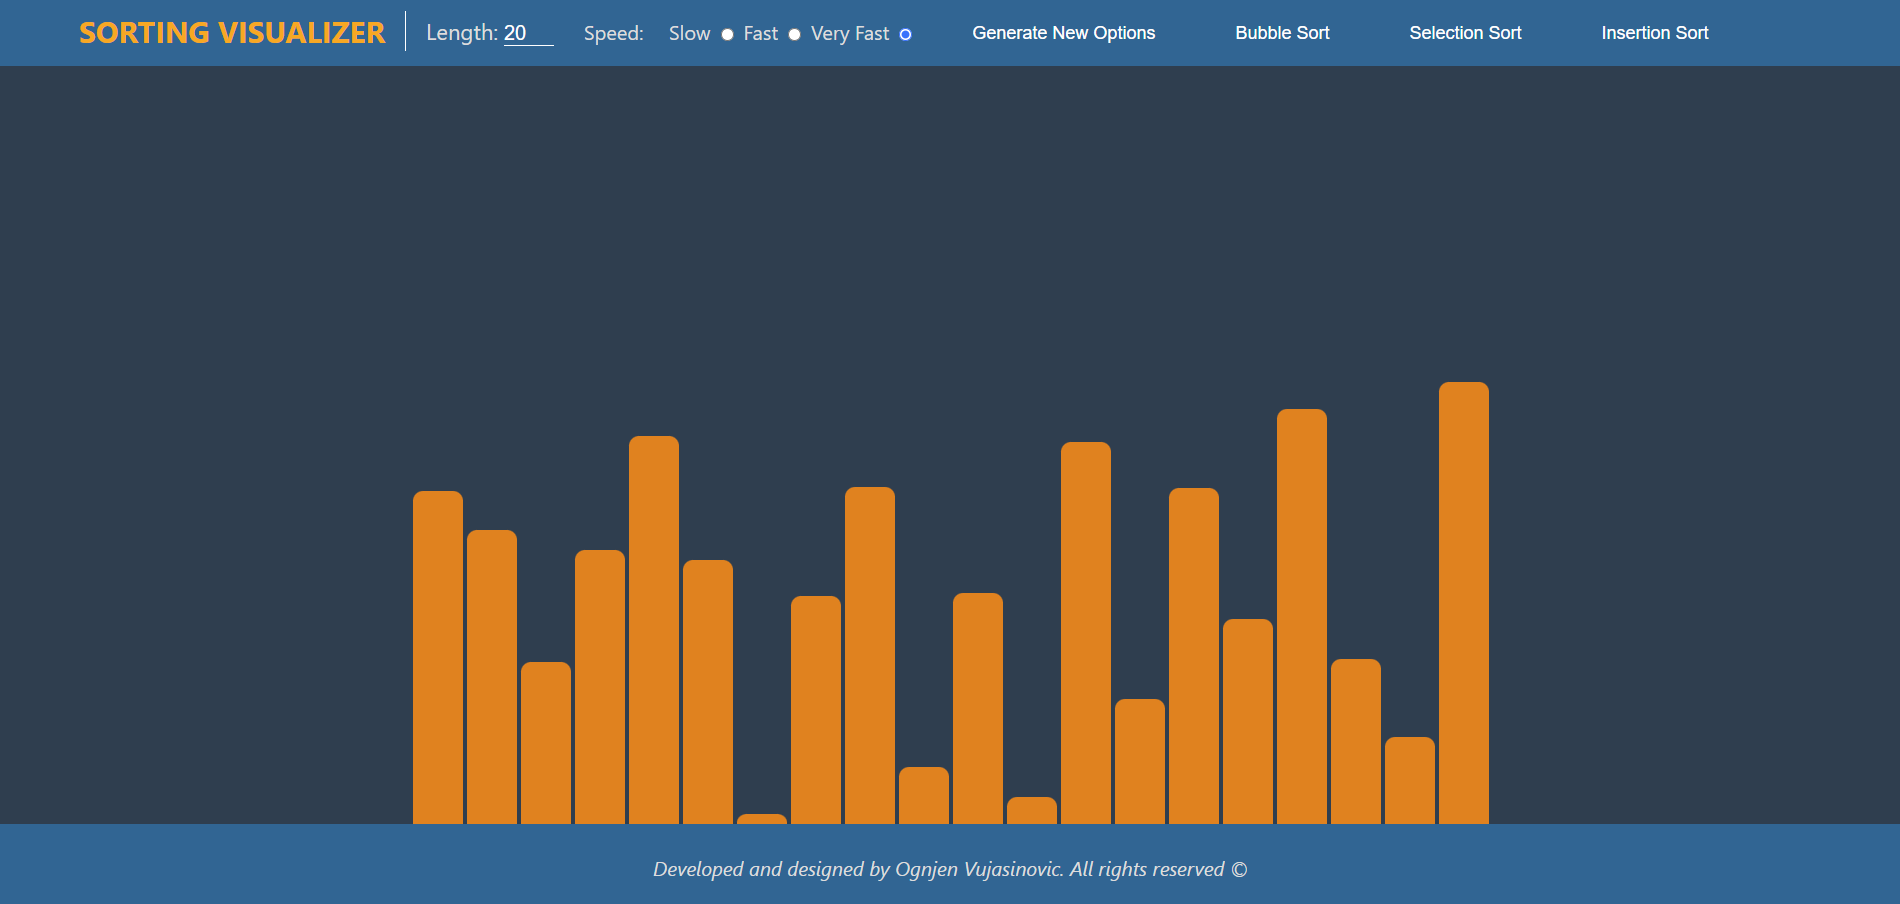 SORTING VISUALIZER Length: 20 Speed: Slow Fast Very Fast Generate New Options Bubble Sort Selection Sort Insertion Sort
Developed and designed by Ognjen Vujasinovic. All rights reserved ©